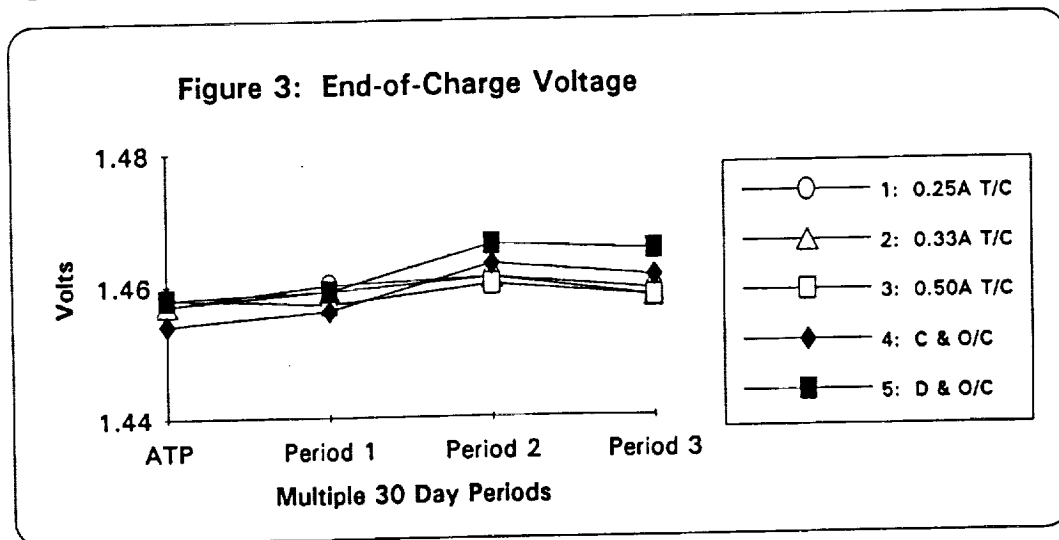 Figure 3: End-of-Charge Voltage
1.48
1.46
1.44
Volts
ATP
Period 1
Period 2
Period 3
Multiple 30 Day Periods
1: 0.25A T/C
2: 0.33A T/C
3: 0.50A T/C
4: C & O/C
5: D & O/C